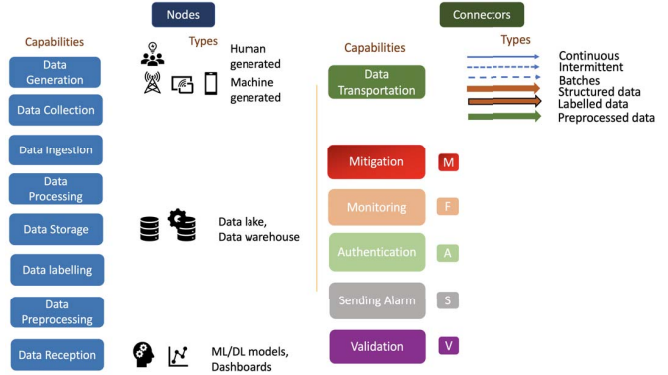 Nodes
Connectors
Capabilities
Types
Data
Generation
Data Collection
Data Ingestion
Data
Processing
Data Storage
Data labelling
Data
Preprocessing
Data Reception
Human
generated
Machine
generated
Data lake,
Data warehouse
ML/DL models,
Dashboards
Capabilities
Types
Data
Transportation
Continuous
Intermittent
Batches
Structured data
Labelled data
Preprocessed data
Mitigation
M
Monitoring
F
Authentication
A
Sending Alarm
S
Validation
V